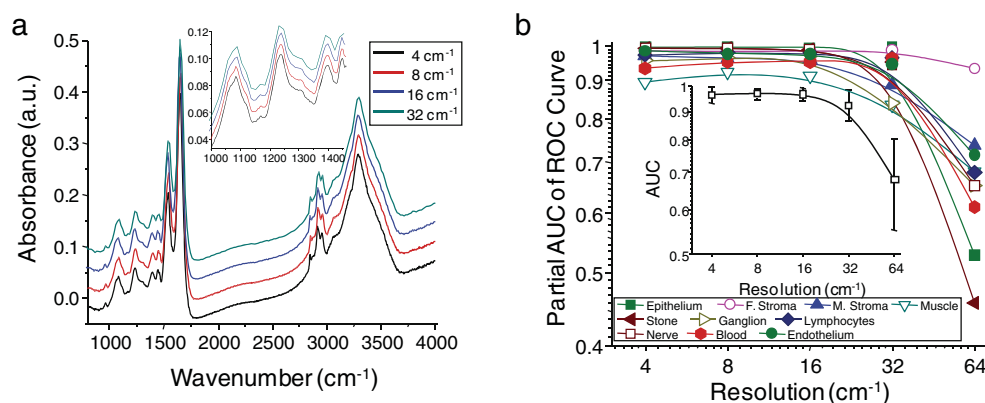 a
0.5
0.4
0.3
0.2
0.1
0.0
Absorbance (a.u.)
1000 1500 2000 2500 3000 3500 4000
Wavenumber (cm-1)
0.12
0.10
0.08
0.06
0.04
1000 1100 1200 1300 1400
4 cm-1
8 cm-1
16 cm-1
32 cm-1
b
1
0.9
0.8
0.7
0.6
0.5
0.4
Partial AUC of ROC Curve
4 8 16 32 64
Resolution (cm-1)
1
0.9
0.8
0.7
0.6
0.5
AUC
4 8 16 32 64
Resolution (cm-1)
Epithelium F. Stroma M. Stroma Muscle
Stone Ganglion Lymphocytes
Nerve Blood Endothelium